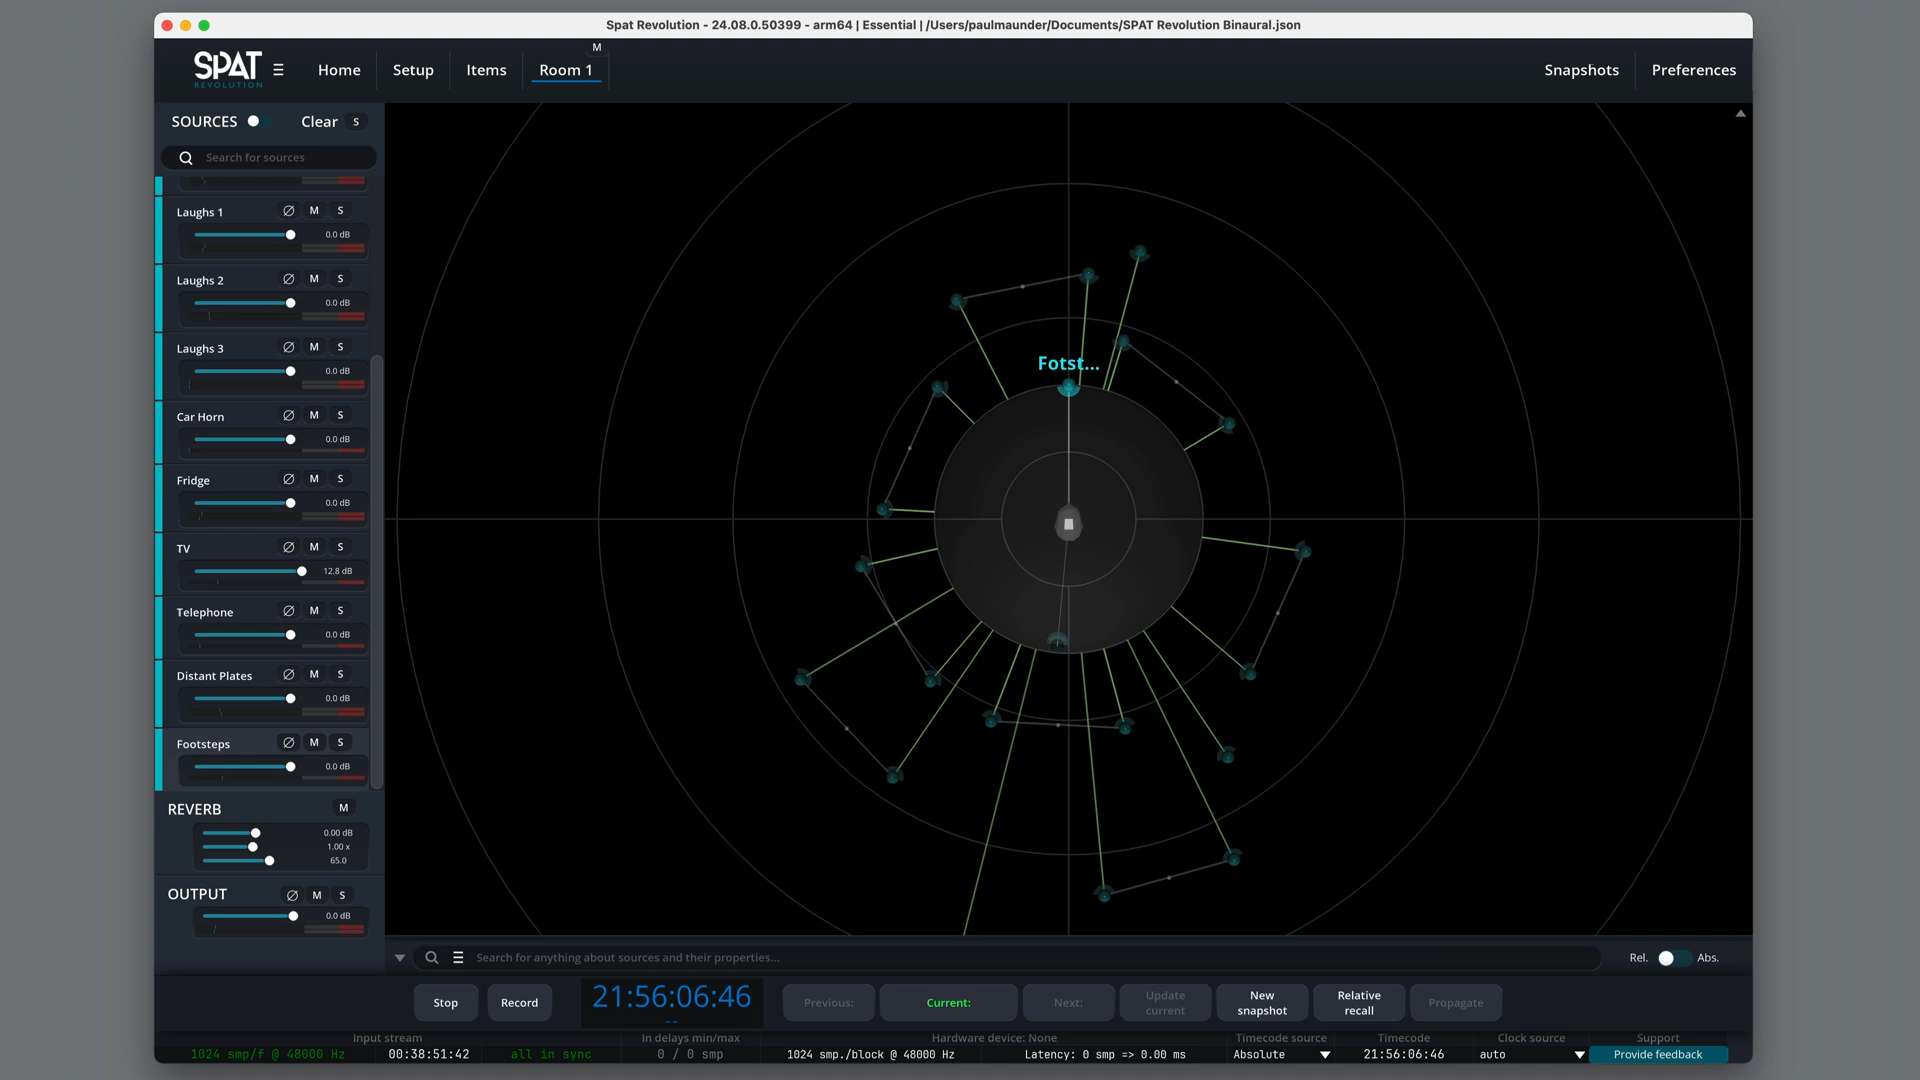 Spat Revolution - 24.08.0.50399 - arm64 | Essential | /Users/paulmaunder/Documents/SPAT Revolution Binaural.json
SPAT REVOLUTION
Home
Setup
Items
Room 1
M
Snapshots
Preferences
SOURCES
Clear
S
Search for sources
Laughs 1
M
S
0.0 dB
Laughs 2
M
S
0.0 dB
Laughs 3
M
S
0.0 dB
Car Horn
M
S
0.0 dB
Fridge
M
S
0.0 dB
TV
M
S
12.8 dB
Telephone
M
S
0.0 dB
Distant Plates
M
S
0.0 dB
Footsteps
M
S
0.0 dB
REVERB
M
0.00 dB
1.00 x
65.0
OUTPUT
M
S
0.0 dB
Fotst...
Search for anything about sources and their properties...
Rel.
Abs.
Stop
Record
21:56:06:46
--
Previous:
Current:
Next:
Update
current
New
snapshot
Relative
recall
Propagate
Input stream
In delays min/max
Hardware device: None
Timecode source
Timecode
Clock source
Support
1024 smp/f @ 48000 Hz
00:38:51:42
all in sync
0 / 0 smp
1024 smp./block @ 48000 Hz
Latency: 0 smp => 0.00 ms
Absolute
21:56:06:46
auto
Provide feedback